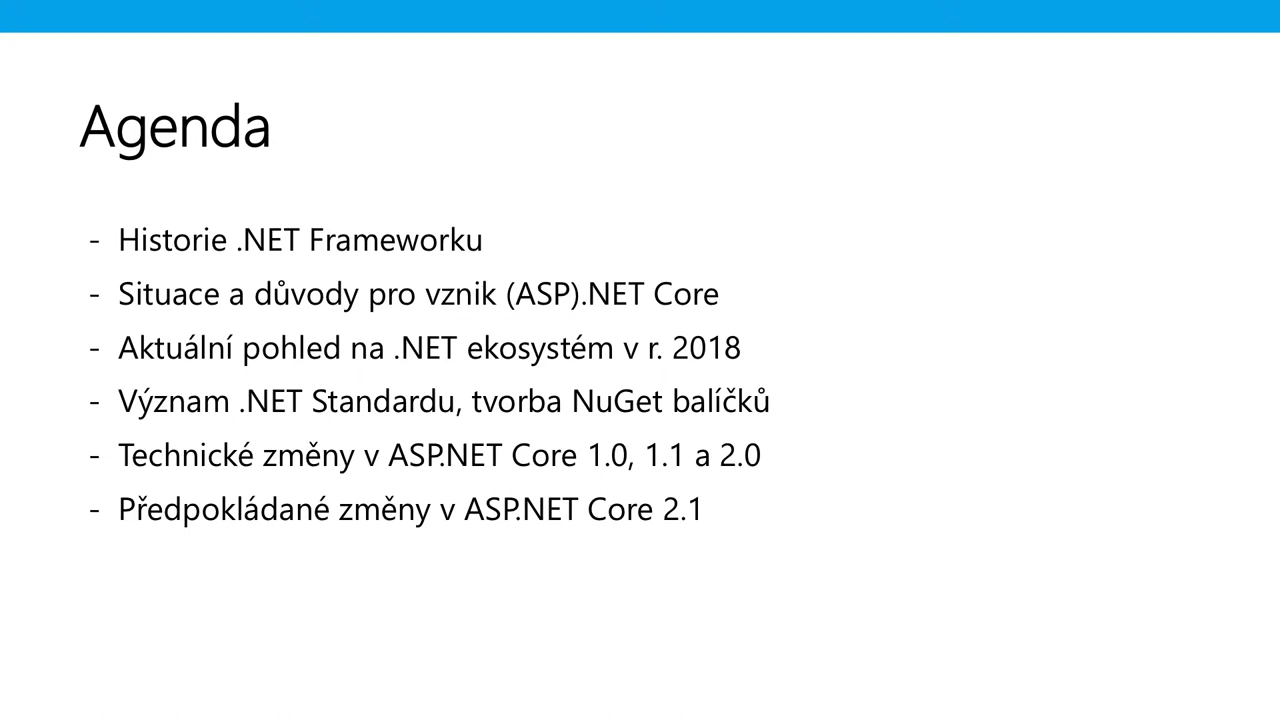 Agenda
- Historie .NET Frameworku
- Situace a důvody pro vznik (ASP).NET Core
- Aktuální pohled na .NET ekosystém v r. 2018
- Význam .NET Standardu, tvorba NuGet balíčků
- Technické změny v ASP.NET Core 1.0, 1.1 a 2.0
- Předpokládané změny v ASP.NET Core 2.1